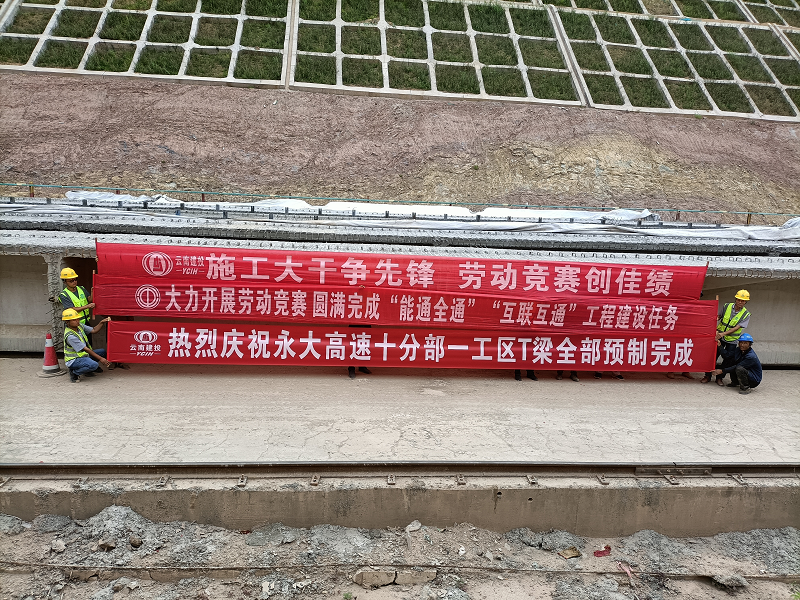 云南建投
YCIH
施工大干争先锋 劳动竞赛创佳绩
大力开展劳动竞赛 圆满完成“能通全通”“互联互通”工程建设任务
云南建投
YCIH
热烈庆祝永大高速十分部一工区T梁全部预制完成